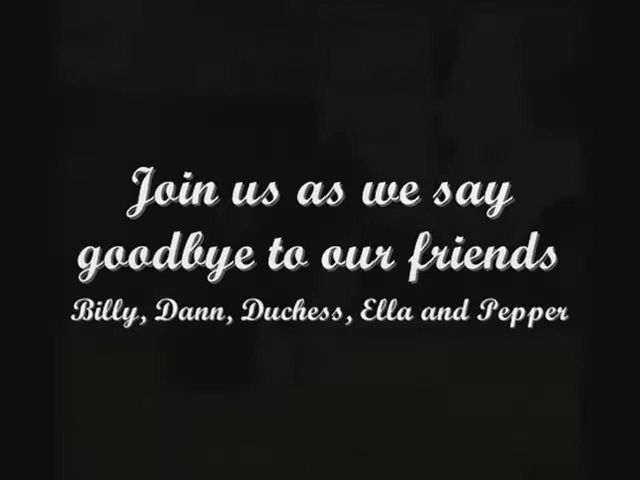 Join us as we say
goodbye to our friends
Billy, Dann, Duchess, Ella and Pepper